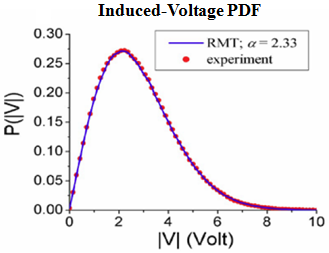 Induced-Voltage PDF
RMT; α = 2.33
experiment
P(|V|)
0.30
0.25
0.20
0.15
0.10
0.05
0.00
0 2 4 6 8 10
|V| (Volt)